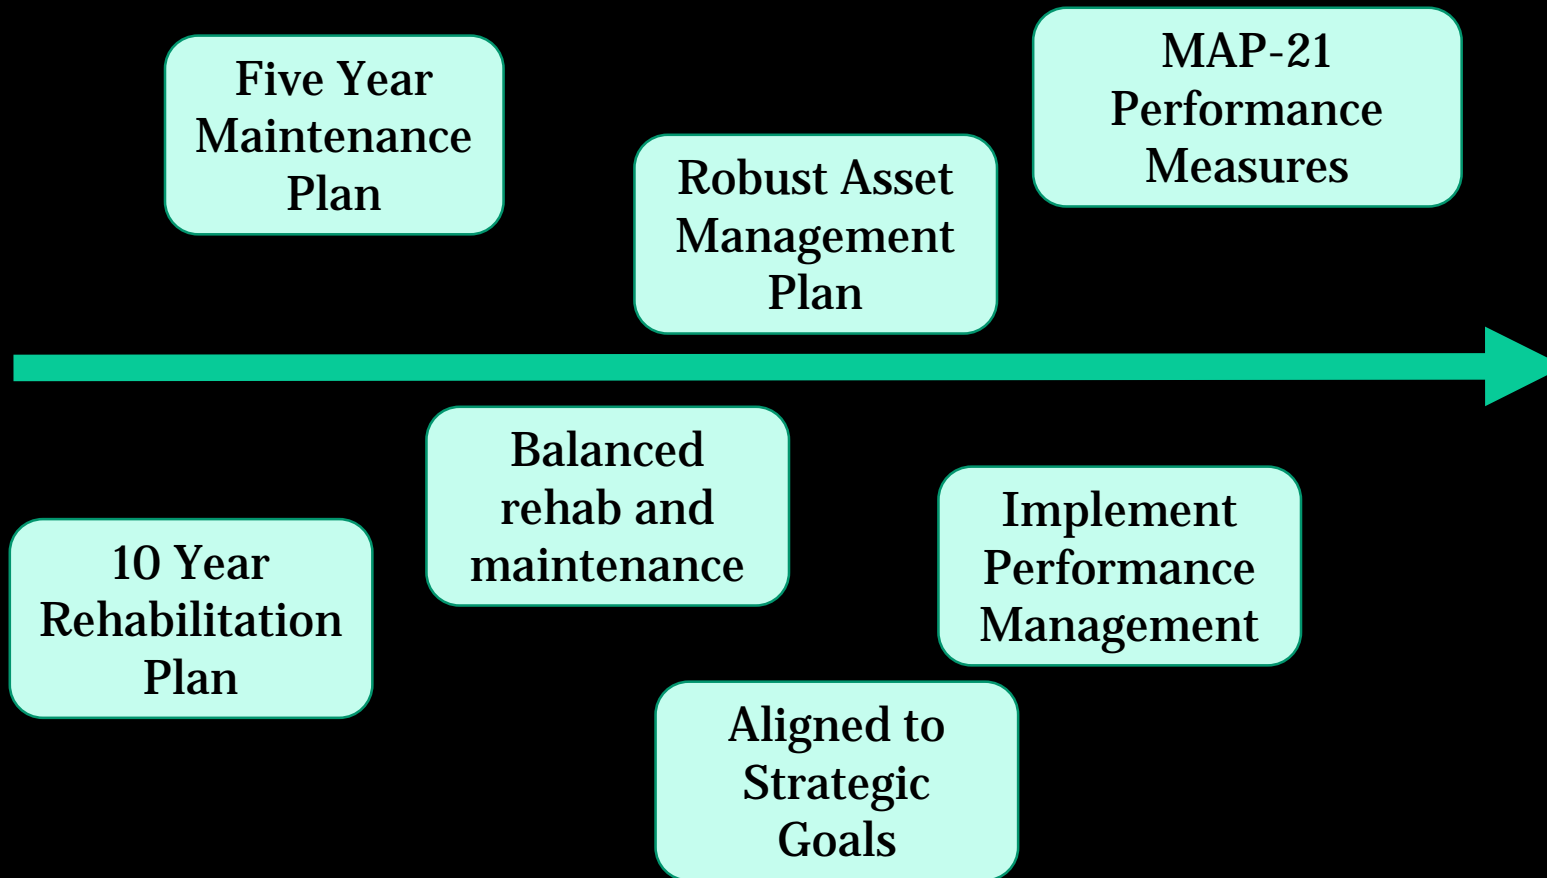 Five Year
Maintenance
Plan
Robust Asset
Management
Plan
MAP-21
Performance
Measures
10 Year
Rehabilitation
Plan
Balanced
rehab and
maintenance
Aligned to
Strategic
Goals
Implement
Performance
Management